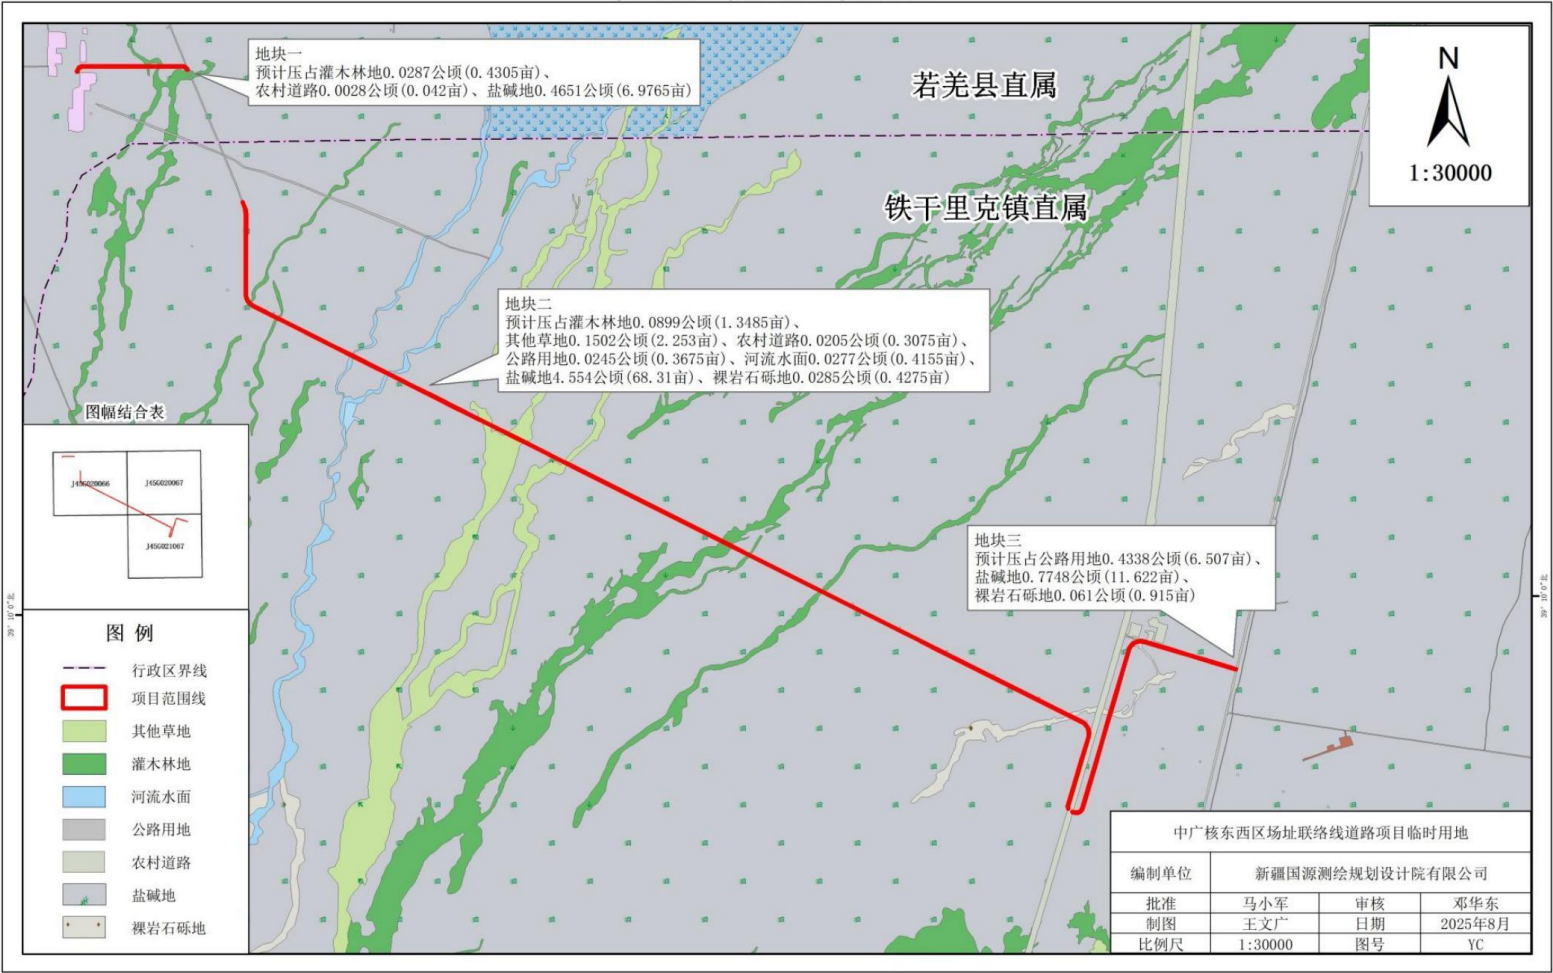 地块一
预计压占灌木林地0.0287公顷(0.4305亩)、
农村道路0.0028公顷(0.042亩)、盐碱地0.4651公顷(6.9765亩)
若羌县直属
N
1:30000
铁干里克镇直属
地块二
预计压占灌木林地0.0899公顷(1.3485亩)、
其他草地0.1502公顷(2.253亩)、农村道路0.0205公顷(0.3075亩)、
公路用地0.0245公顷(0.3675亩)、河流水面0.0277公顷(0.4155亩)、
盐碱地4.554公顷(68.31亩)、裸岩石砾地0.0285公顷(0.4275亩)
图幅结合表
J45G020066
J45G020067
J45G021067
地块三
预计压占公路用地0.4338公顷(6.507亩)、
盐碱地0.7748公顷(11.622亩)、
裸岩石砾地0.061公顷(0.915亩)
39° 10′0″北
39° 10′0″北
图 例
行政区界线
项目范围线
其他草地
灌木林地
河流水面
公路用地
农村道路
盐碱地
裸岩石砾地
中广核东西区场址联络线道路项目临时用地
编制单位 新疆国源测绘规划设计院有限公司
批准 马小军 审核 邓华东
制图 王文广 日期 2025年8月
比例尺 1:30000 图号 YC